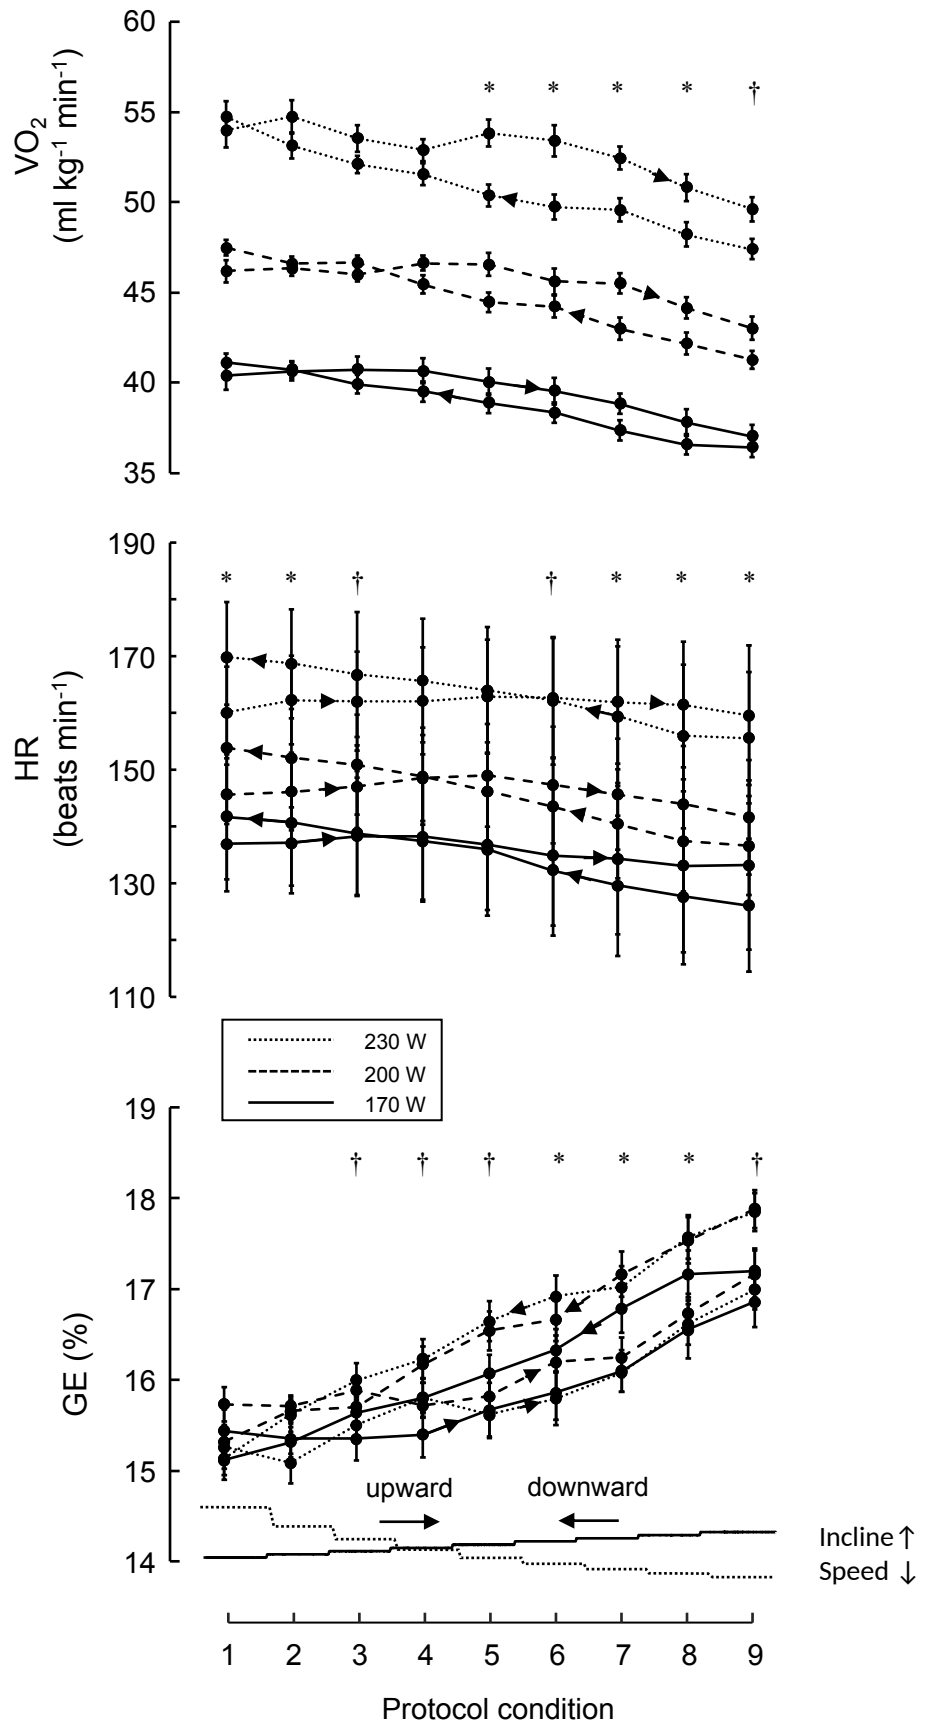 VO₂
(ml kg⁻¹ min⁻¹)
60
55
50
45
40
35
* * * * †
HR
(beats min⁻¹)
190
170
150
130
110
* * † † * * *
230 W
200 W
170 W
GE (%)
19
18
17
16
15
14
† † † * * * †
upward
downward
Incline ↑
Speed ↓
1 2 3 4 5 6 7 8 9
Protocol condition